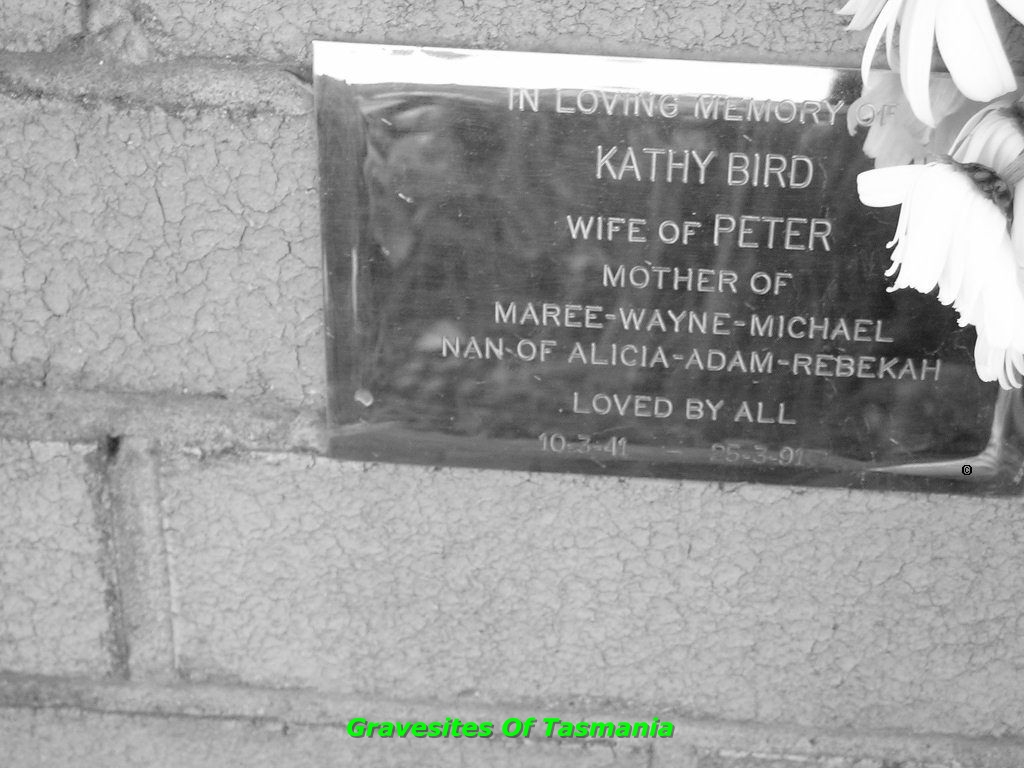 IN LOVING MEMORY OF
KATHY BIRD
WIFE OF PETER
MOTHER OF
MAREE-WAYNE-MICHAEL
NAN OF ALICIA-ADAM-REBEKAH
LOVED BY ALL
10-3-41 - 25-3-91
©
Gravesites Of Tasmania